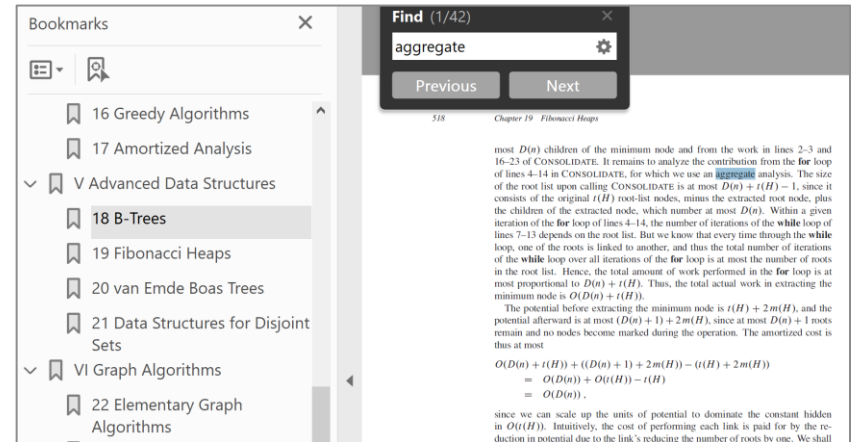 Bookmarks
16 Greedy Algorithms
17 Amortized Analysis
V Advanced Data Structures
18 B-Trees
19 Fibonacci Heaps
20 van Emde Boas Trees
21 Data Structures for Disjoint
Sets
VI Graph Algorithms
22 Elementary Graph
Algorithms
Find (1/42)
aggregate
Previous
Next
518
Chapter 19 Fibonacci Heaps
most D(n) children of the minimum node and from the work in lines 2–3 and
16–23 of CONSOLIDATE. It remains to analyze the contribution from the for loop
of lines 4–14 in CONSOLIDATE, for which we use an aggregate analysis. The size
of the root list upon calling CONSOLIDATE is at most D(n) + t(H) − 1, since it
consists of the original t(H) root-list nodes, minus the extracted root node, plus
the children of the extracted node, which number at most D(n). Within a given
iteration of the for loop of lines 4–14, the number of iterations of the while loop of
lines 7–13 depends on the root list. But we know that every time through the while
loop, one of the roots is linked to another, and thus the total number of iterations
of the while loop over all iterations of the for loop is at most the number of roots
in the root list. Hence, the total amount of work performed in the for loop is at
most proportional to D(n) + t(H). Thus, the total actual work in extracting the
minimum node is O(D(n) + t(H)).
The potential before extracting the minimum node is t(H) + 2m(H), and the
potential afterward is at most (D(n) + 1) + 2m(H), since at most D(n) + 1 roots
remain and no nodes become marked during the operation. The amortized cost is
thus at most
O(D(n) + t(H)) + ((D(n) + 1) + 2m(H)) − (t(H) + 2m(H))
= O(D(n)) + O(t(H)) − t(H)
= O(D(n)) ,
since we can scale up the units of potential to dominate the constant hidden
in O(t(H)). Intuitively, the cost of performing each link is paid for by the re-
duction in potential due to the link's reducing the number of roots by one. We shall